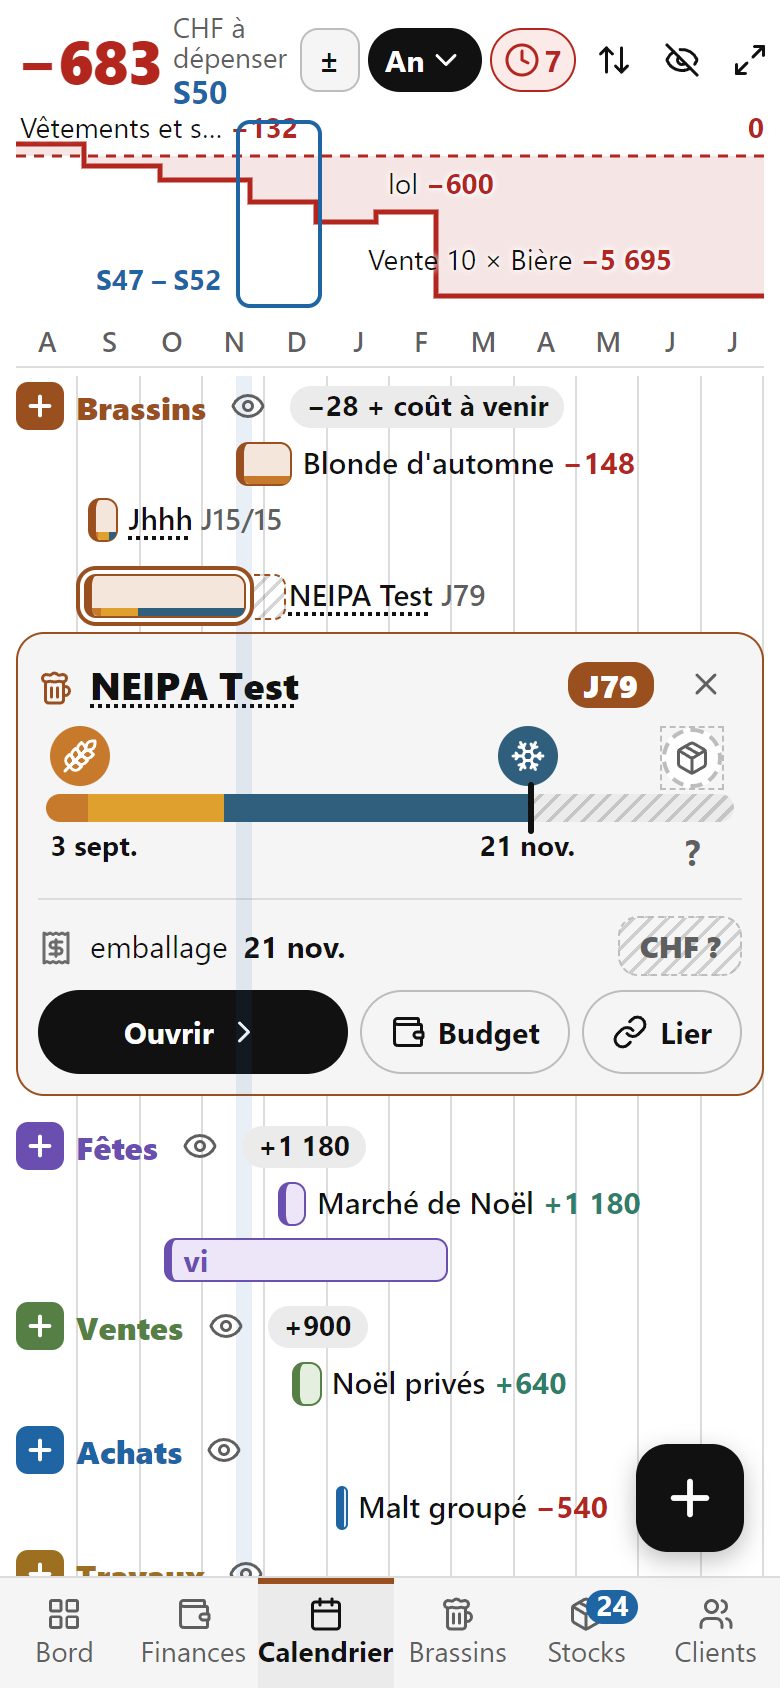 −683
CHF à
dépenser
S50
±
An
7
Vêtements et s... −132
0
lol −600
Vente 10 × Bière −5 695
S47 – S52
A S O N D J F M A M J J
Brassins
−28 + coût à venir
Blonde d'automne −148
Jhhh J15/15
NEIPA Test J79
NEIPA Test
J79
3 sept.
21 nov.
?
emballage 21 nov.
CHF ?
Ouvrir
Budget
Lier
Fêtes
+1 180
Marché de Noël +1 180
vi
Ventes
+900
Noël privés +640
Achats
Malt groupé −540
Travaux
24
Bord
Finances
Calendrier
Brassins
Stocks
Clients